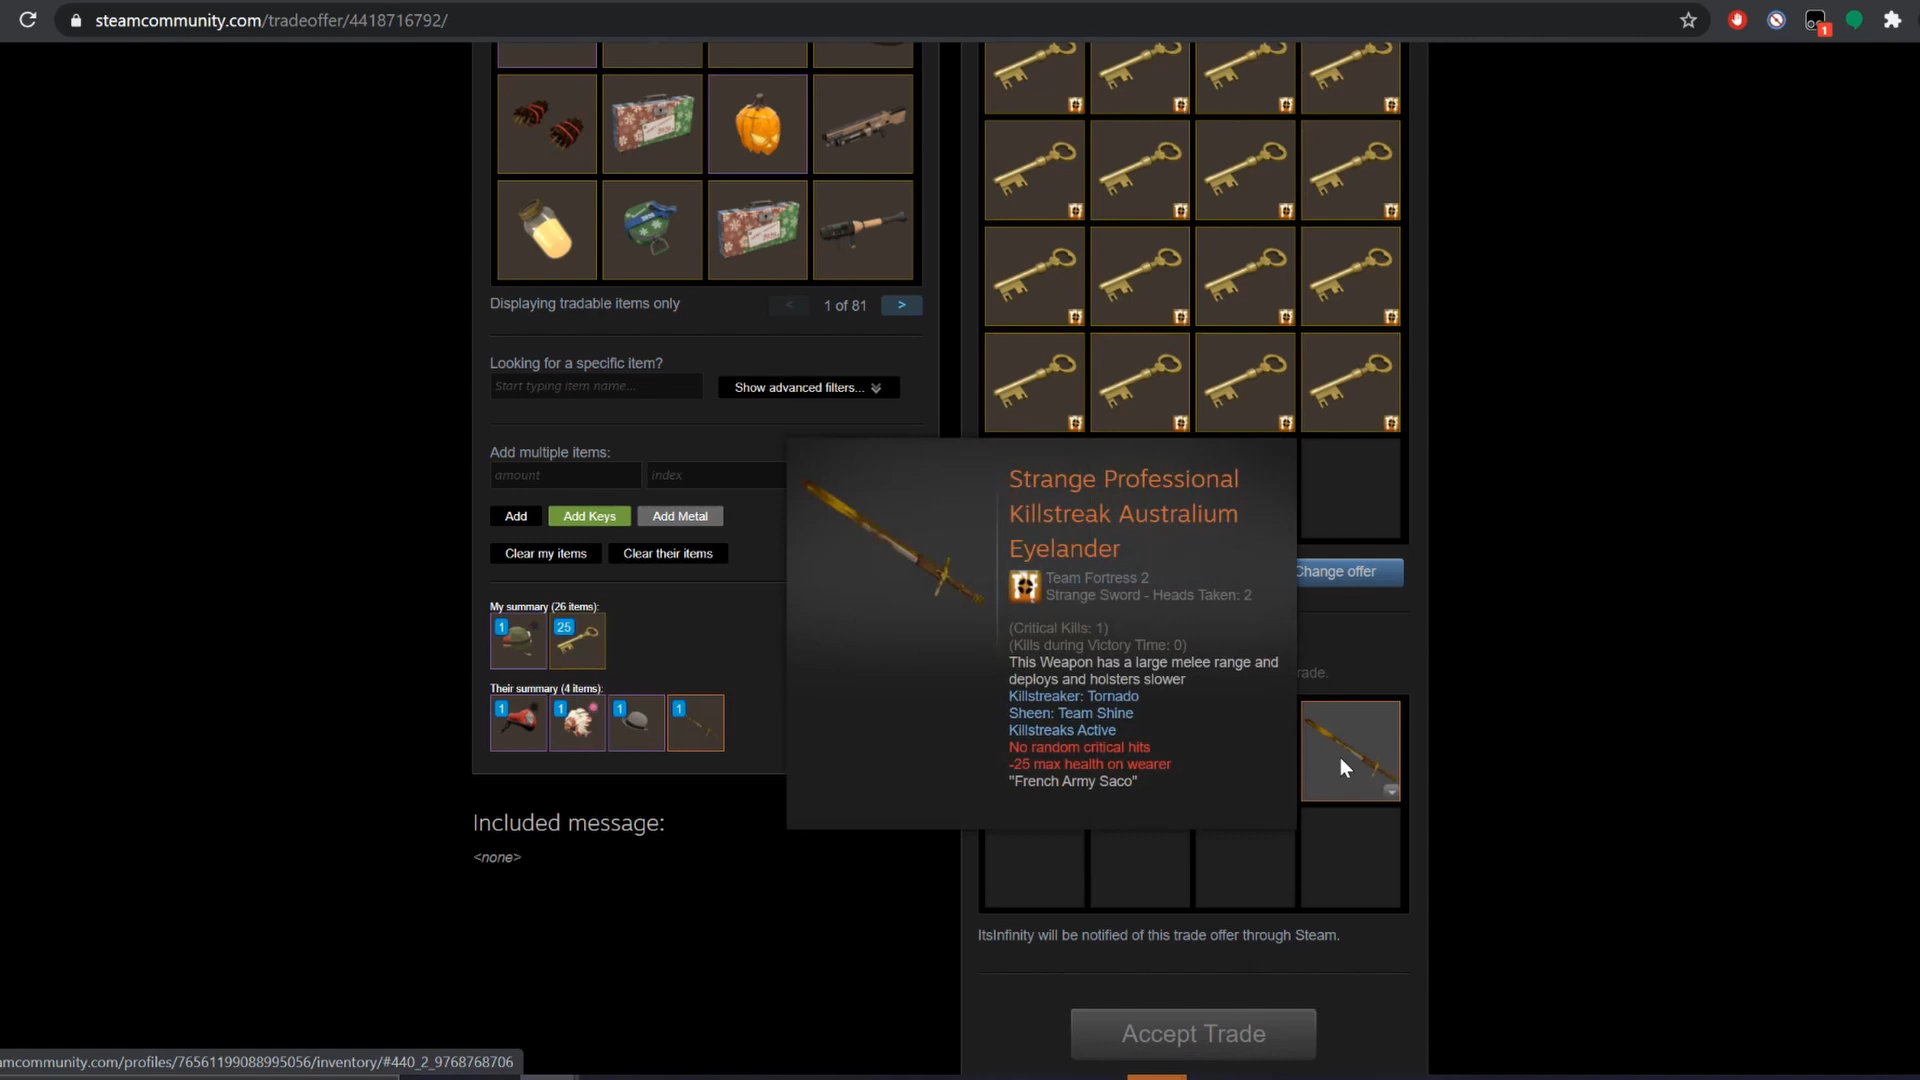 steamcommunity.com/tradeoffer/4418716792/
1
Displaying tradable items only
< 1 of 81 >
Looking for a specific item?
Start typing item name...
Show advanced filters...
Add multiple items:
amount
index
Add
Add Keys
Add Metal
Clear my items
Clear their items
My summary (26 items):
1
25
Their summary (4 items):
1
1
1
1
Included message:
<none>
Strange Professional
Killstreak Australium
Eyelander
Team Fortress 2
Strange Sword - Heads Taken: 2
(Critical Kills: 1)
(Kills during Victory Time: 0)
This Weapon has a large melee range and
deploys and holsters slower
Killstreaker: Tornado
Sheen: Team Shine
Killstreaks Active
No random critical hits
-25 max health on wearer
"French Army Saco"
Change offer
rade.
ItsInfinity will be notified of this trade offer through Steam.
Accept Trade
amcommunity.com/profiles/76561199088995056/inventory/#440_2_9768768706